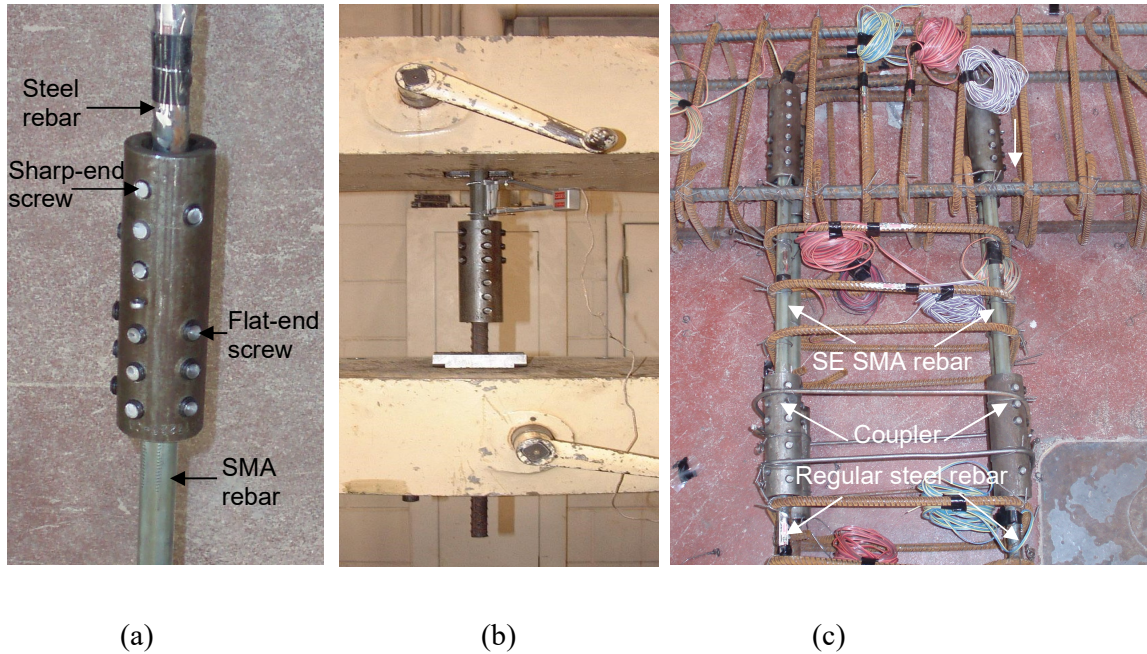 Steel
rebar
Sharp-end
screw
Flat-end
screw
SMA
rebar
SE SMA rebar
Coupler
Regular steel rebar
(a)
(b)
(c)